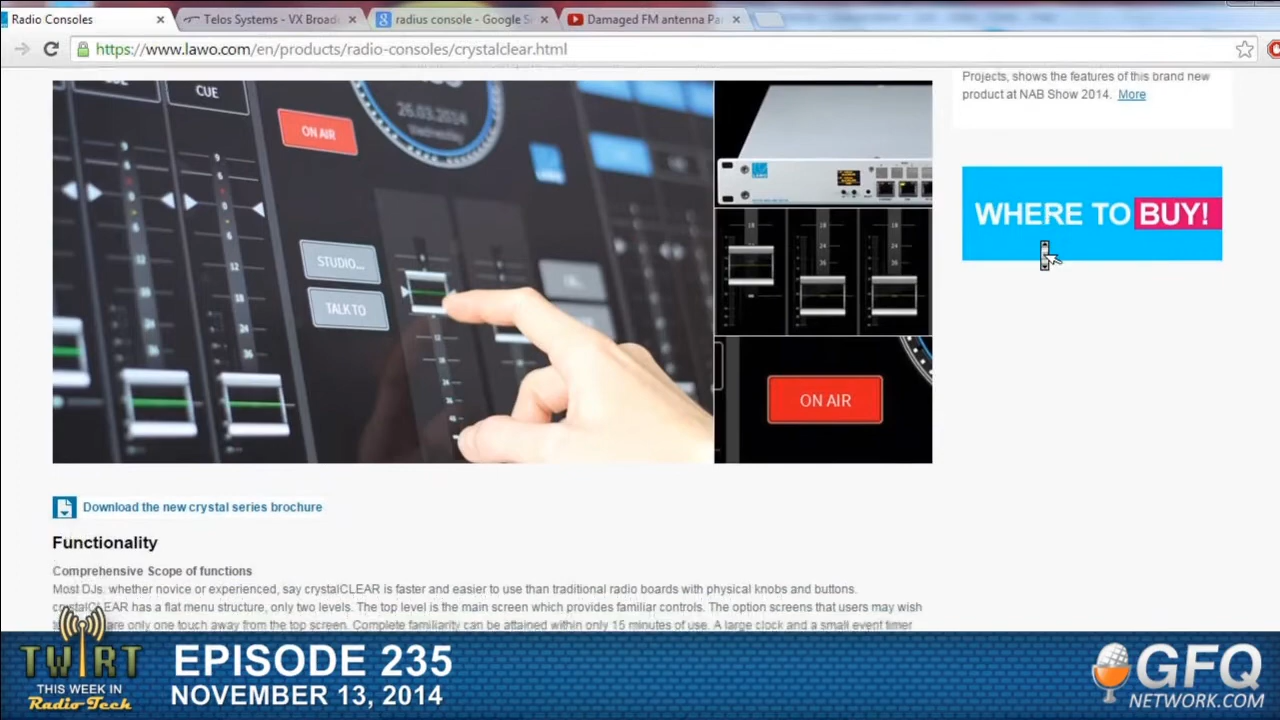 Radio Consoles
Telos Systems - VX Broad
radius console - Google S
Damaged FM antenna Pa
https://www.lawo.com/en/products/radio-consoles/crystalclear.html
CUE
CUE
26.03.2014
Wednesday
ON AIR
STUDIO...
TALK TO
LAWO
ON AIR
Projects, shows the features of this brand new
product at NAB Show 2014. More
WHERE TO BUY!
Download the new crystal series brochure
Functionality
Comprehensive Scope of functions
Most DJs, whether novice or experienced, say crystalCLEAR is faster and easier to use than traditional radio boards with physical knobs and buttons.
crystalCLEAR has a flat menu structure, only two levels. The top level is the main screen which provides familiar controls. The option screens that users may wish
are only one touch away from the top screen. Complete familiarity can be attained within only 15 minutes of use. A large clock and a small event timer
TWIRT
THIS WEEK IN
Radio Tech
EPISODE 235
NOVEMBER 13, 2014
GFQ
NETWORK.COM